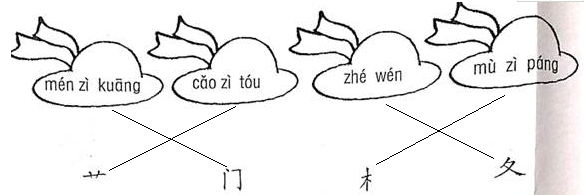 mén zì kuāng cǎo zì tóu zhé wén mù zì páng
艹 门 木 夂